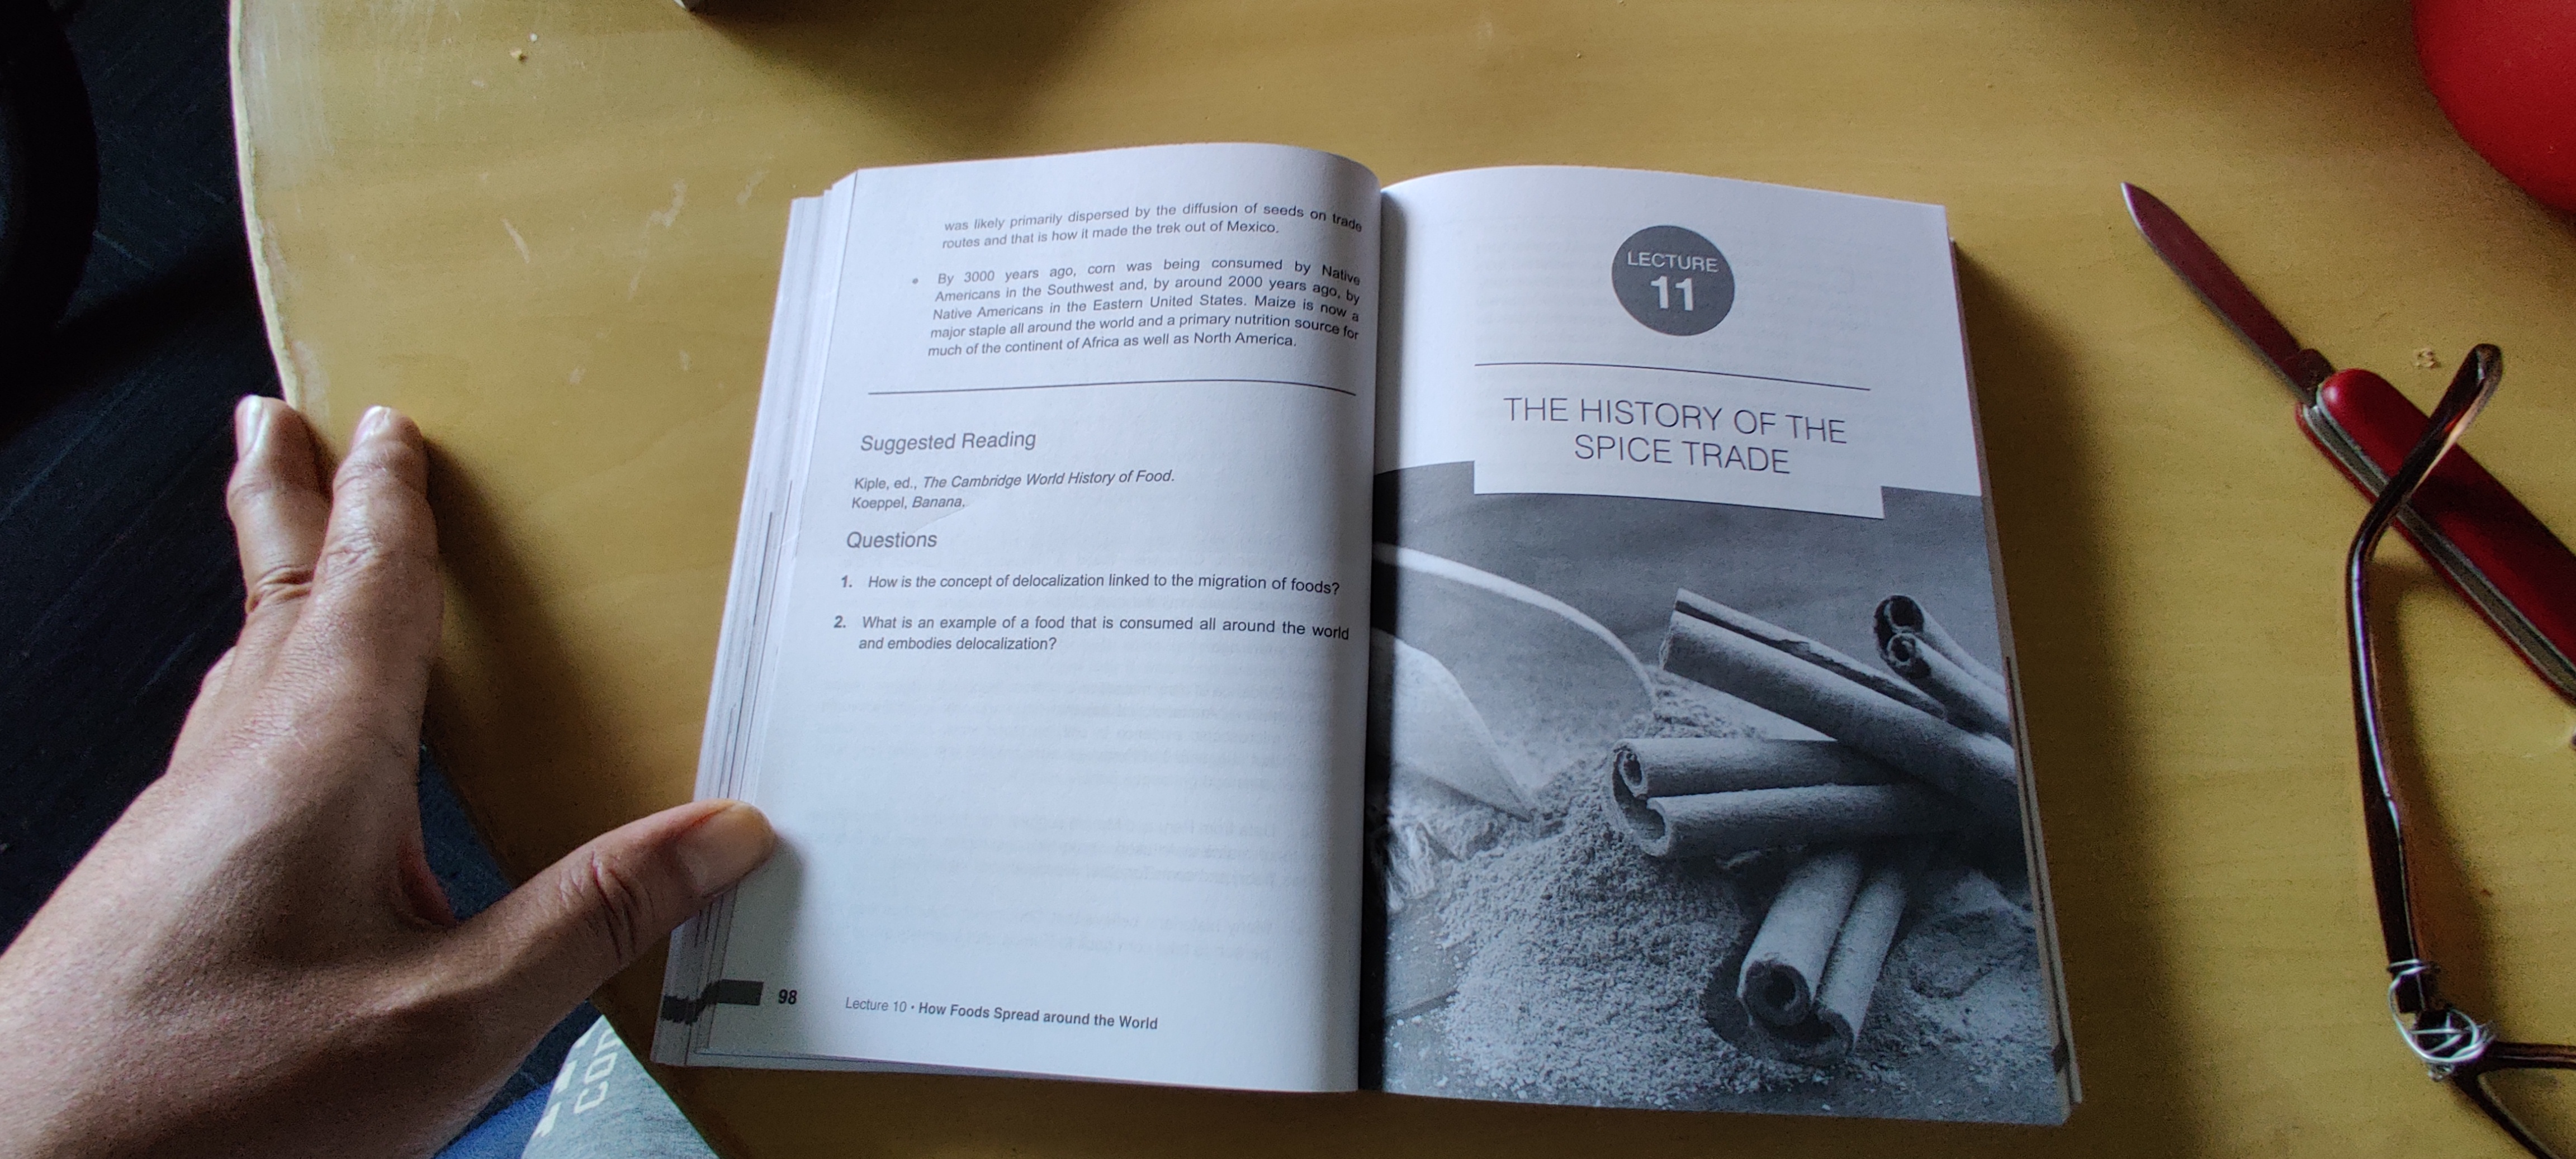 was likely primarily dispersed by the diffusion of seeds on trade
routes and that is how it made the trek out of Mexico.
• By 3000 years ago, corn was being consumed by Native
Americans in the Southwest and, by around 2000 years ago, by
Native Americans in the Eastern United States. Maize is now a
major staple all around the world and a primary nutrition source for
much of the continent of Africa as well as North America.
Suggested Reading
Kiple, ed., The Cambridge World History of Food.
Koeppel, Banana.
Questions
1. How is the concept of delocalization linked to the migration of foods?
2. What is an example of a food that is consumed all around the world
and embodies delocalization?
98 Lecture 10 • How Foods Spread around the World
LECTURE
11
THE HISTORY OF THE
SPICE TRADE